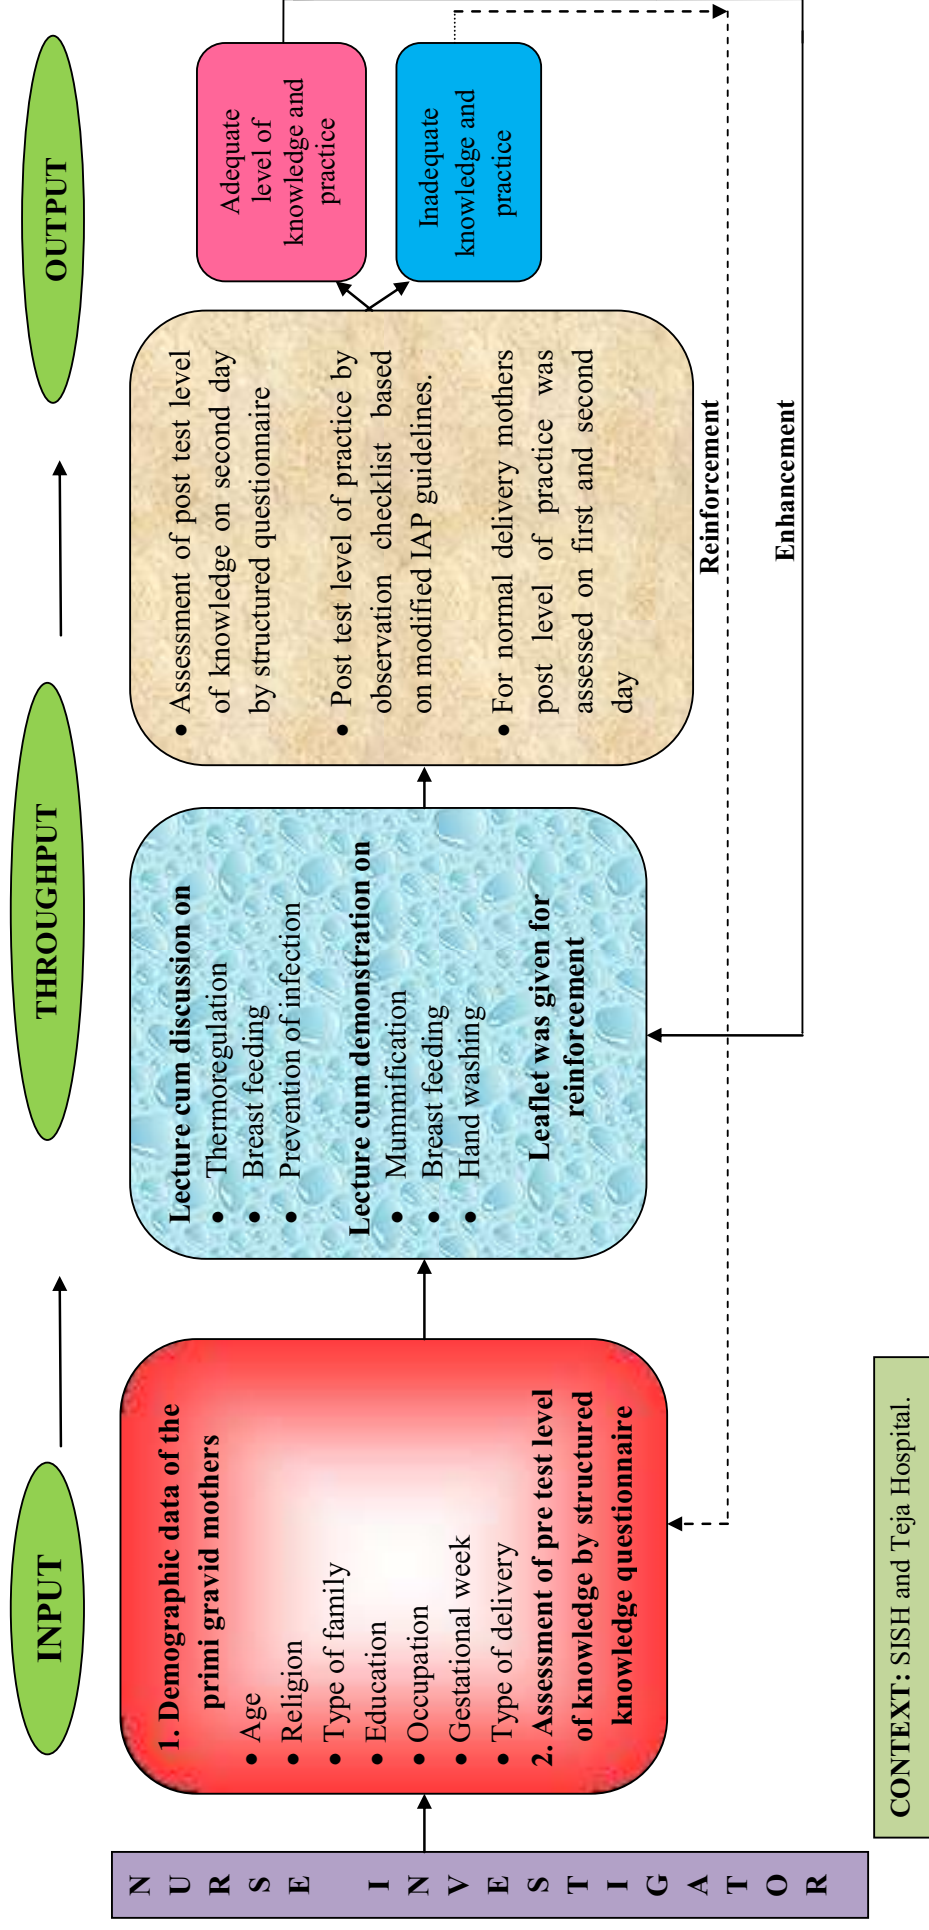 INPUT
THROUGHPUT
OUTPUT
NURSE INVESTIGATOR
1. Demographic data of the
primi gravid mothers
• Age
• Religion
• Type of family
• Education
• Occupation
• Gestational week
• Type of delivery
2. Assessment of pre test level
of knowledge by structured
knowledge questionnaire
Lecture cum discussion on
• Thermoregulation
• Breast feeding
• Prevention of infection
Lecture cum demonstration on
• Mummification
• Breast feeding
• Hand washing
Leaflet was given for
reinforcement
• Assessment of post test level
of knowledge on second day
by structured questionnaire
• Post test level of practice by
observation checklist based
on modified IAP guidelines.
• For normal delivery mothers
post level of practice was
assessed on first and second
day
Adequate
level of
knowledge and
practice
Inadequate
knowledge and
practice
Reinforcement
Enhancement
CONTEXT: SISH and Teja Hospital.